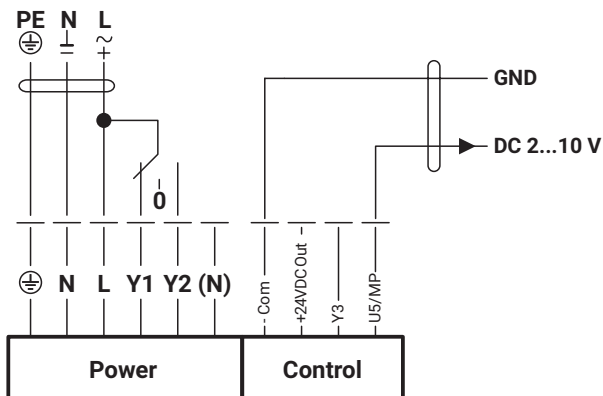 PE N L
GND
DC 2...10 V
0
N L Y1 Y2 (N)
- Com
+24VDC Out
Y3
U5/MP
Power
Control